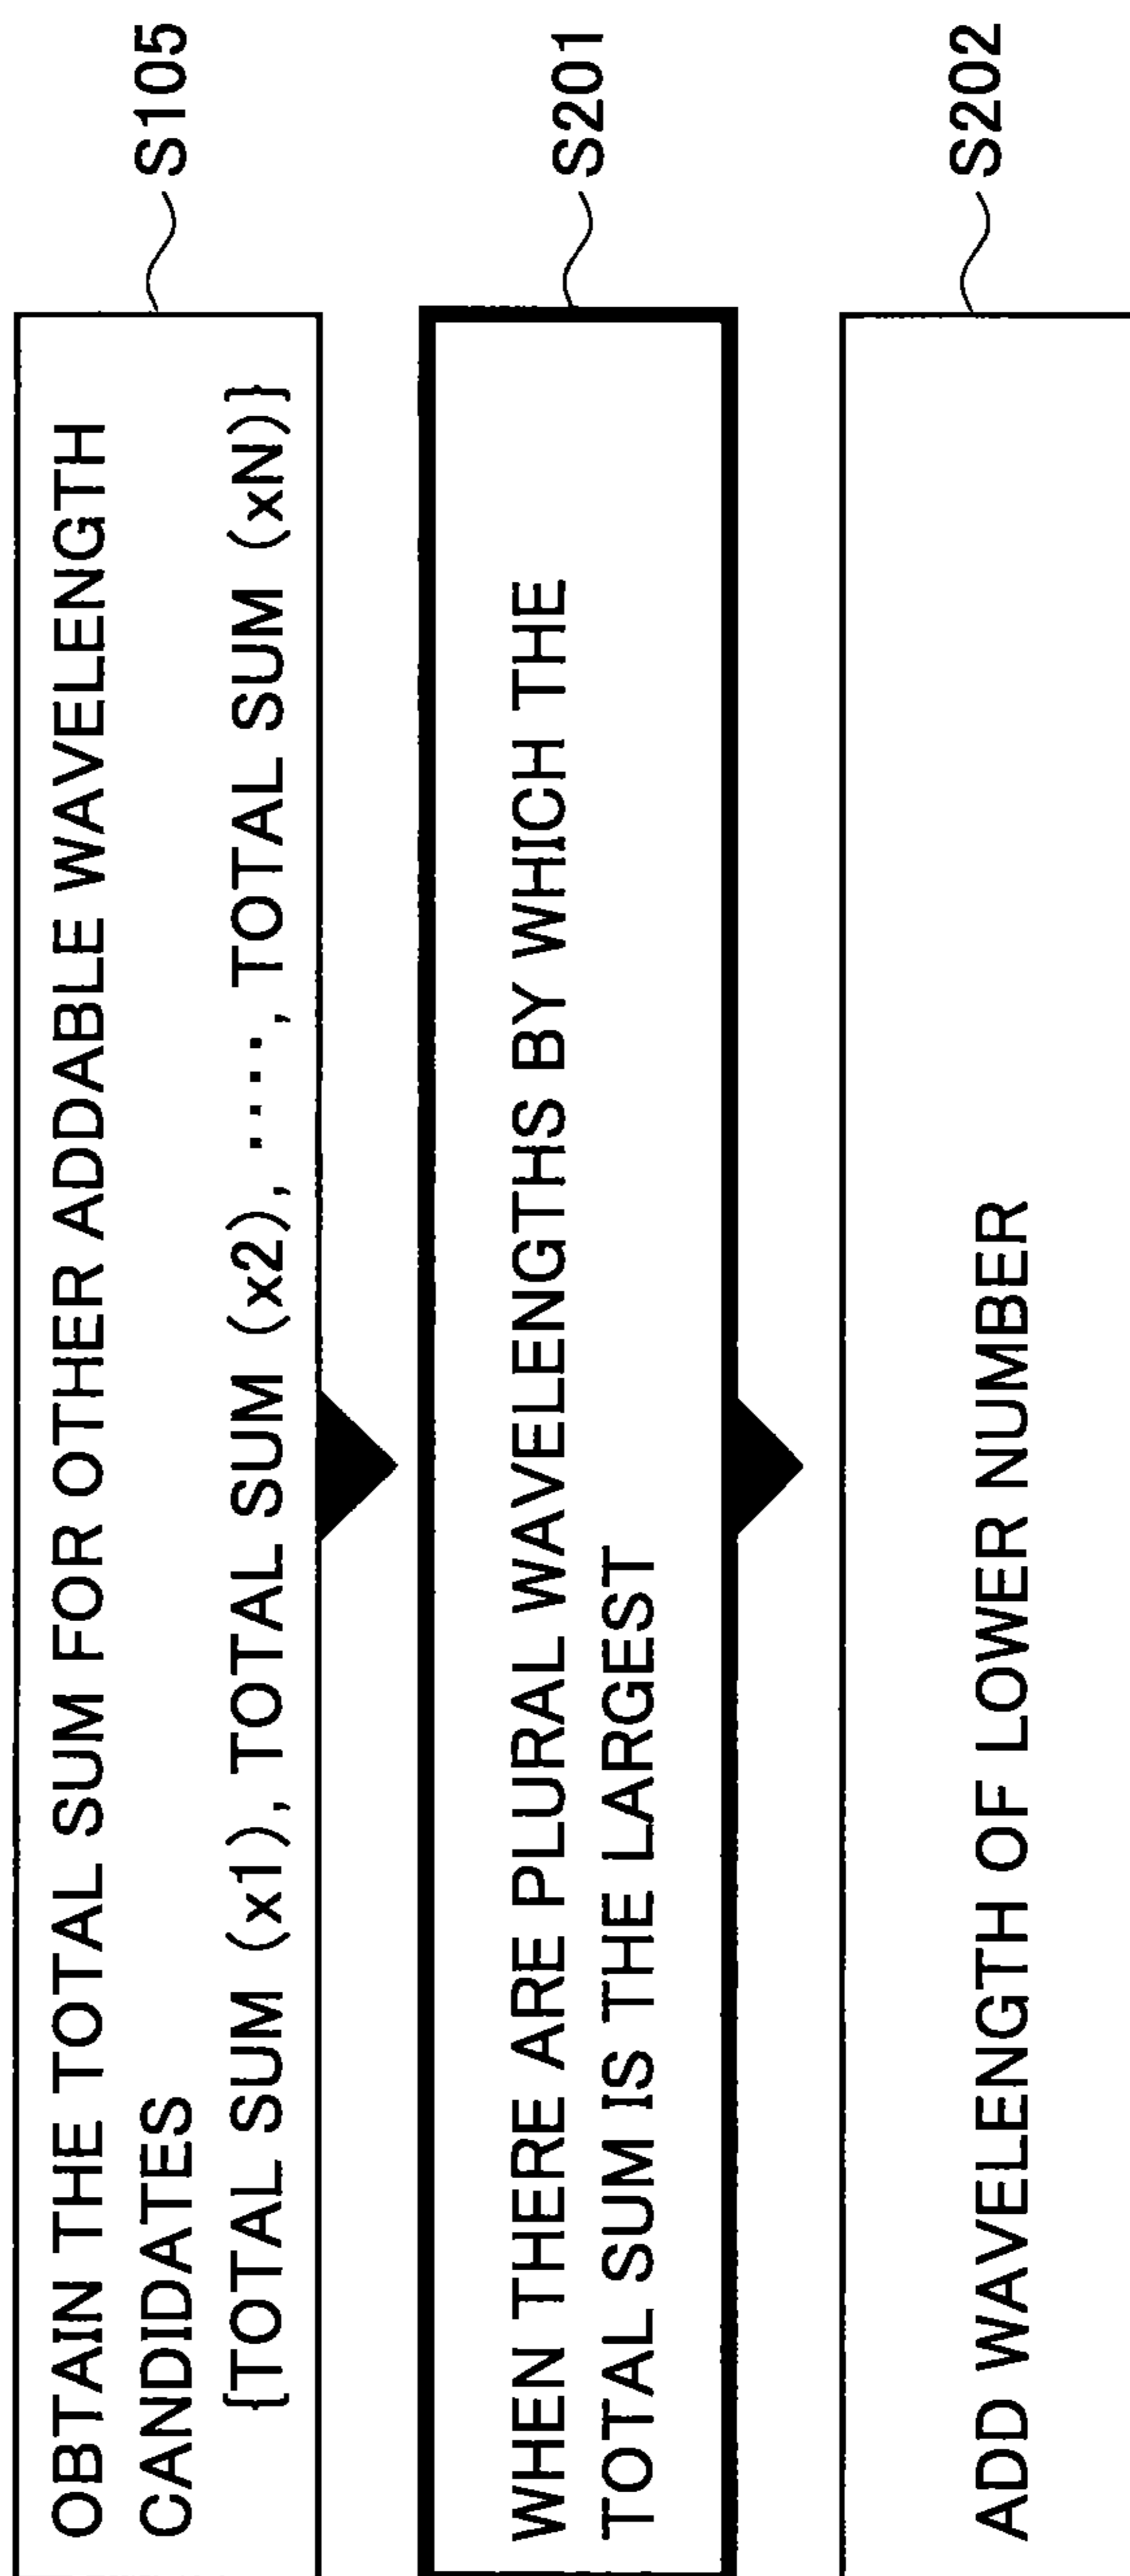 OBTAIN THE TOTAL SUM FOR OTHER ADDABLE WAVELENGTH
CANDIDATES
{TOTAL SUM (x1), TOTAL SUM (x2), ····, TOTAL SUM (xN)}
S105
WHEN THERE ARE PLURAL WAVELENGTHS BY WHICH THE
TOTAL SUM IS THE LARGEST
S201
ADD WAVELENGTH OF LOWER NUMBER
S202